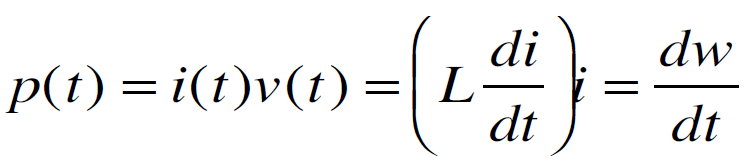 p(t) = i(t)v(t) = (L di/dt) i = dw/dt